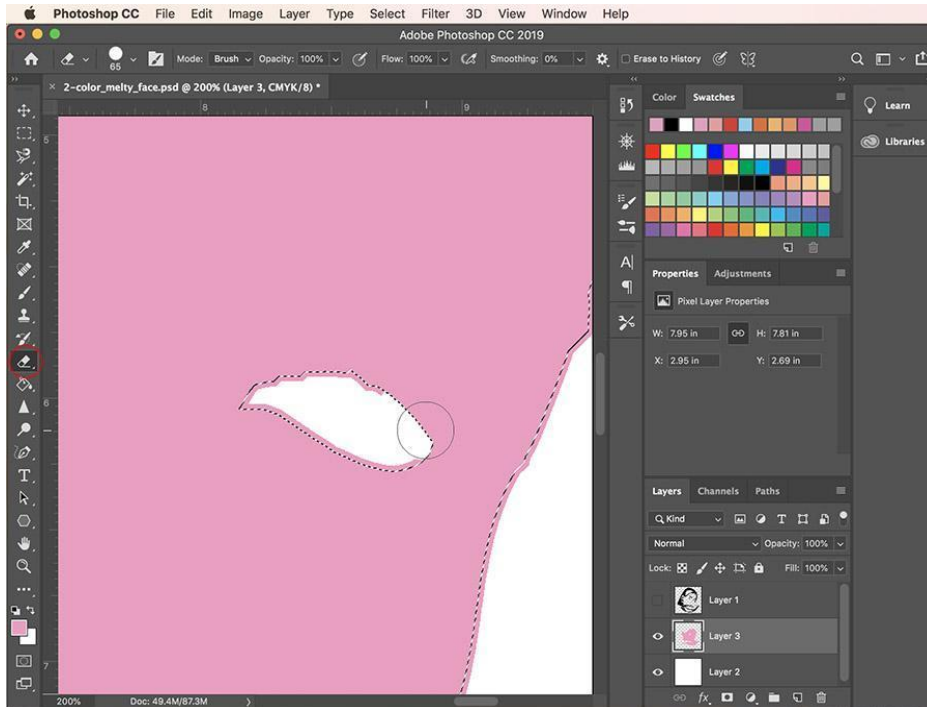 Photoshop CC File Edit Image Layer Type Select Filter 3D View Window Help
Adobe Photoshop CC 2019
65 Mode: Brush Opacity: 100% Flow: 100% Smoothing: 0% Erase to History
× 2-color_melty_face.psd @ 200% (Layer 3, CMYK/8) *
8 9
5
6
7
Color Swatches
Learn
Libraries
Properties Adjustments
Pixel Layer Properties
W: 7.95 in H: 7.81 in
X: 2.95 in Y: 2.69 in
Layers Channels Paths
Kind
Normal Opacity: 100%
Lock: Fill: 100%
Layer 1
Layer 3
Layer 2
fx
200% Doc: 49.4M/87.3M